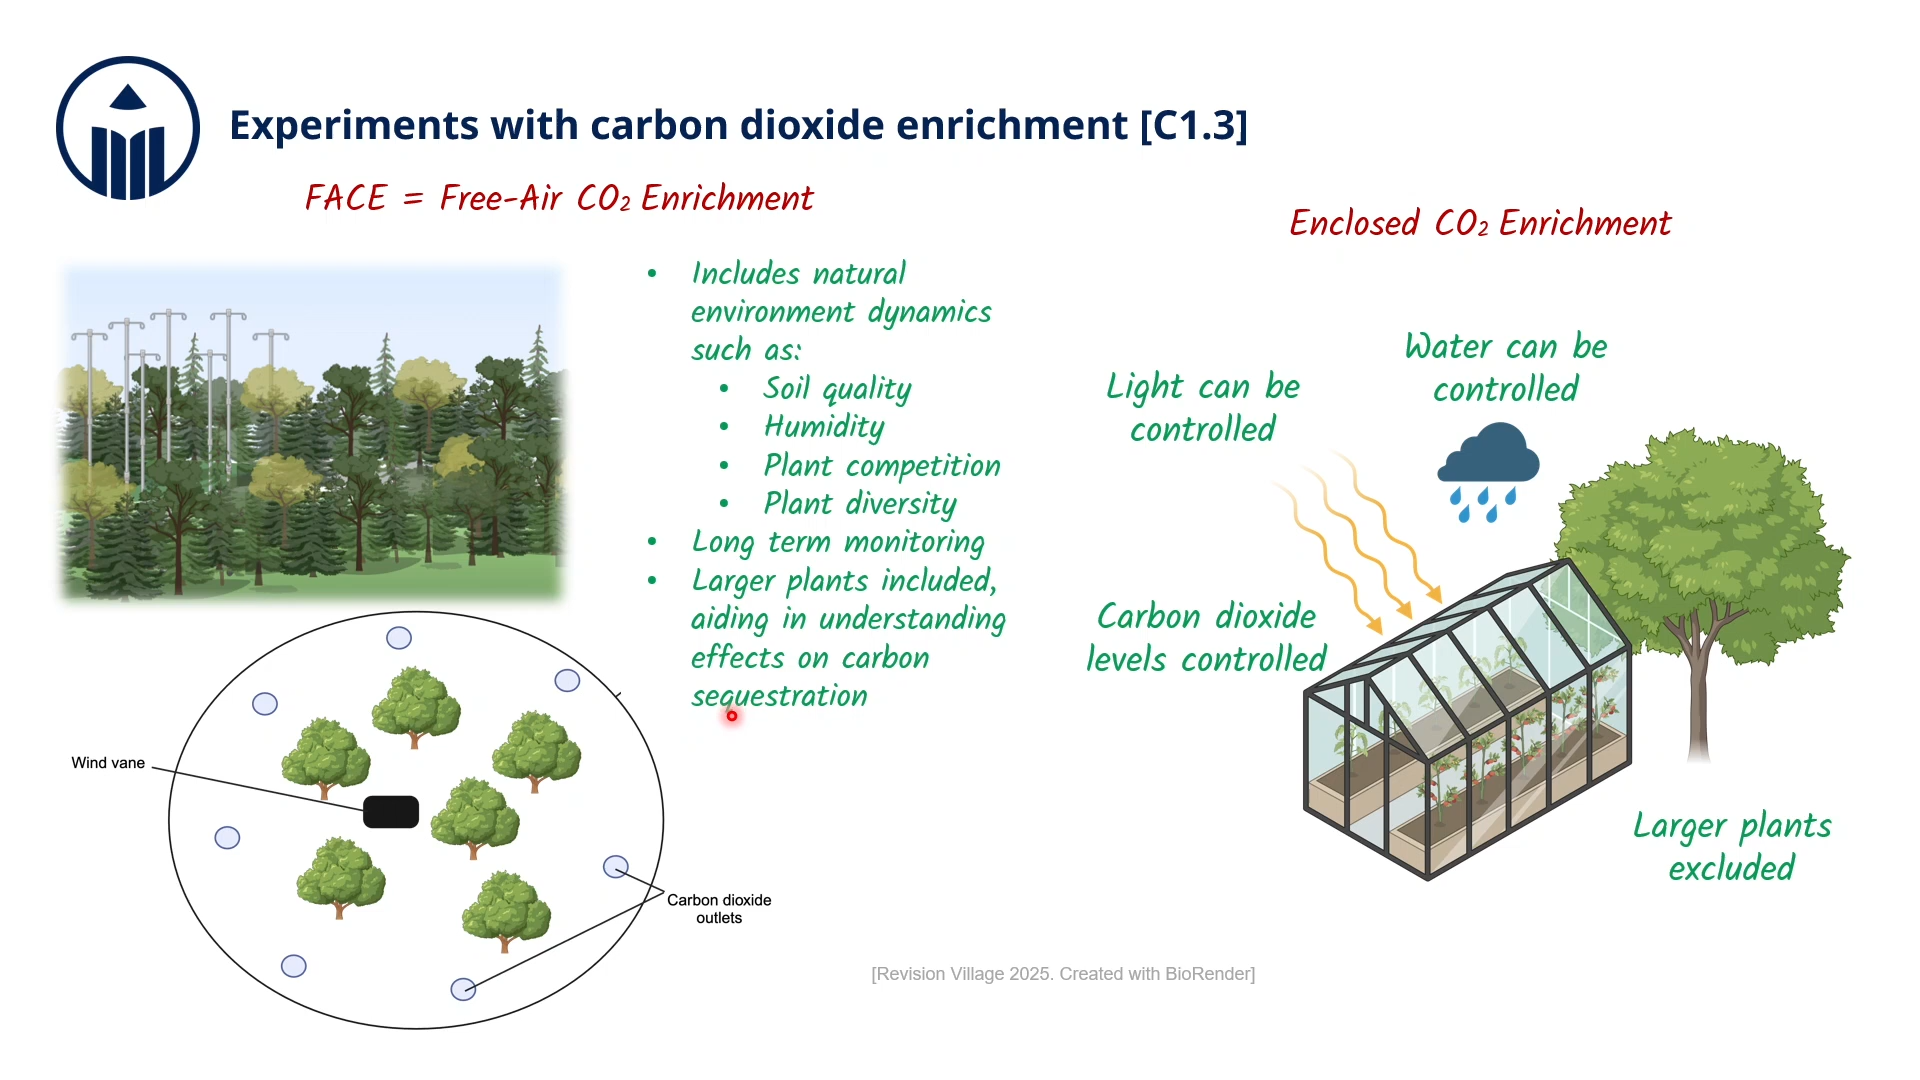 Experiments with carbon dioxide enrichment [C1.3]
FACE = Free-Air CO₂ Enrichment
• Includes natural
environment dynamics
such as:
• Soil quality
• Humidity
• Plant competition
• Plant diversity
• Long term monitoring
• Larger plants included,
aiding in understanding
effects on carbon
sequestration
Wind vane
Carbon dioxide
outlets
Enclosed CO₂ Enrichment
Light can be
controlled
Water can be
controlled
Carbon dioxide
levels controlled
Larger plants
excluded
[Revision Village 2025. Created with BioRender]